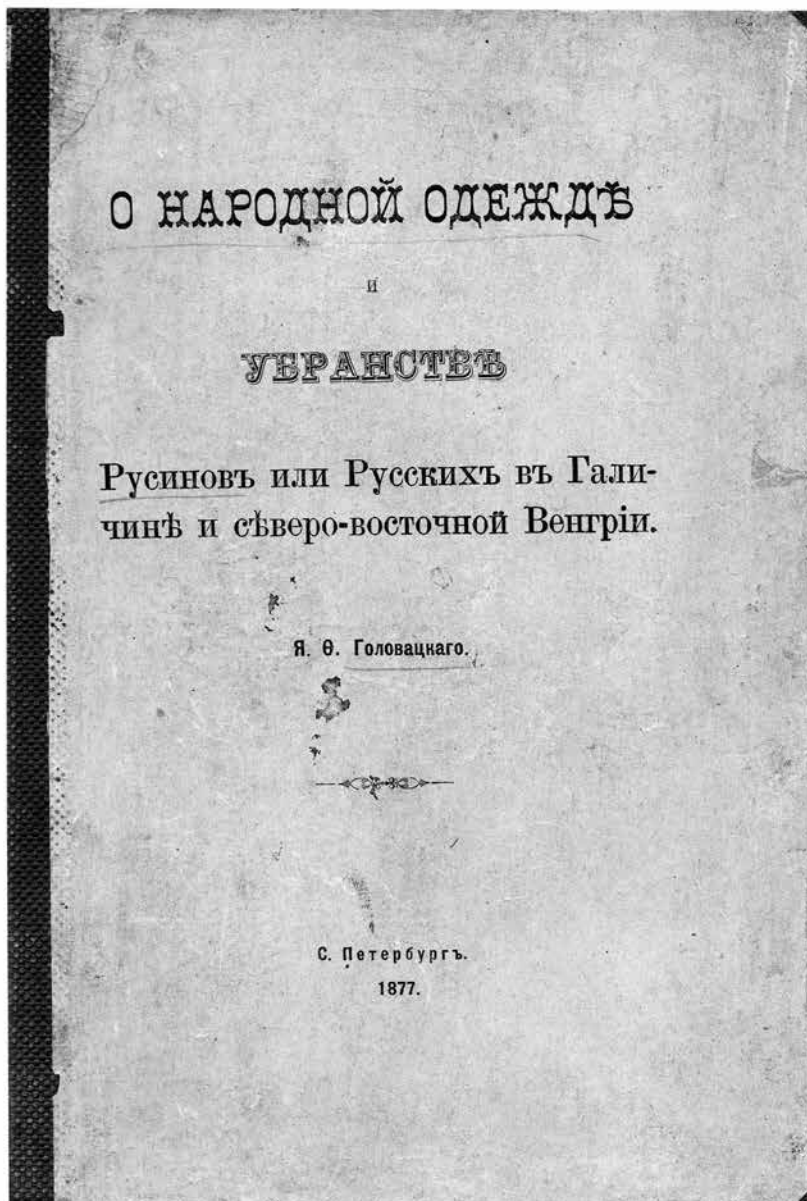 О НАРОДНОЙ ОДЕЖДѢ
и
УБРАНСТВѢ
Русиновъ или Русскихъ въ Гали-
чинѣ и сѣверо-восточной Венгріи.
Я. Ѳ. Головацкаго.
С. Петербургъ.
1877.